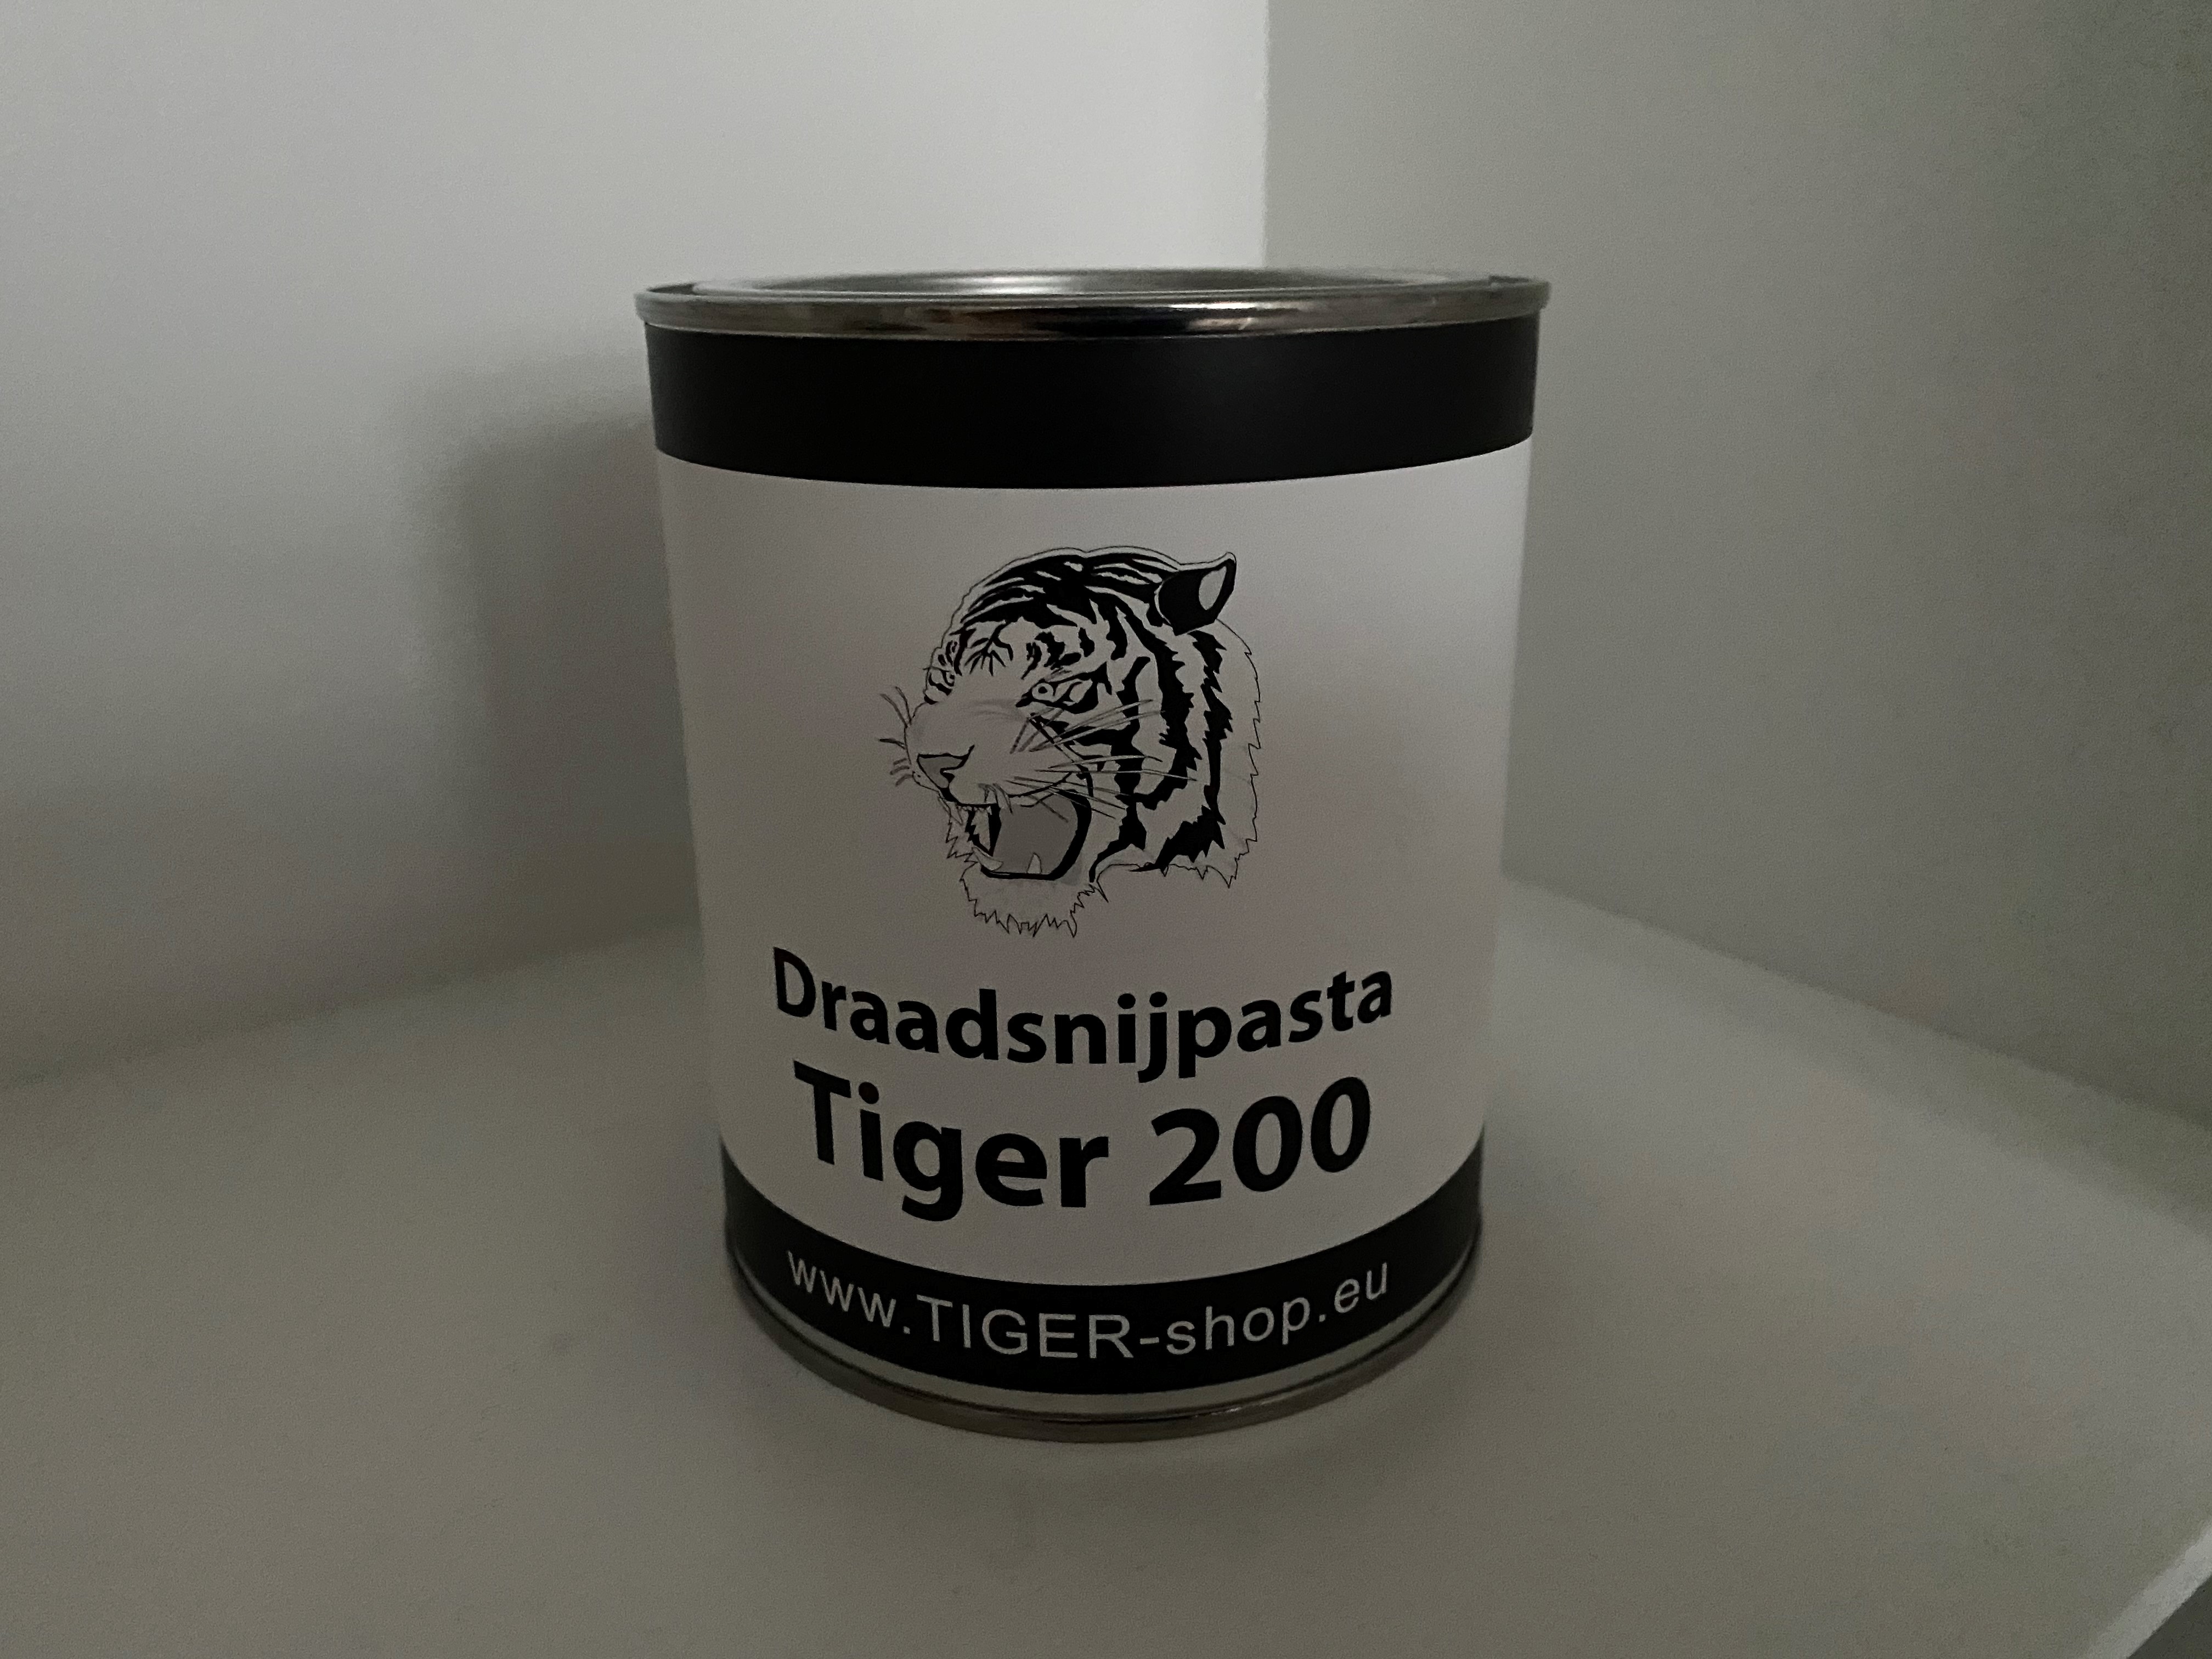 Draadsnijpasta
Tiger 200
www.TIGER-shop.eu